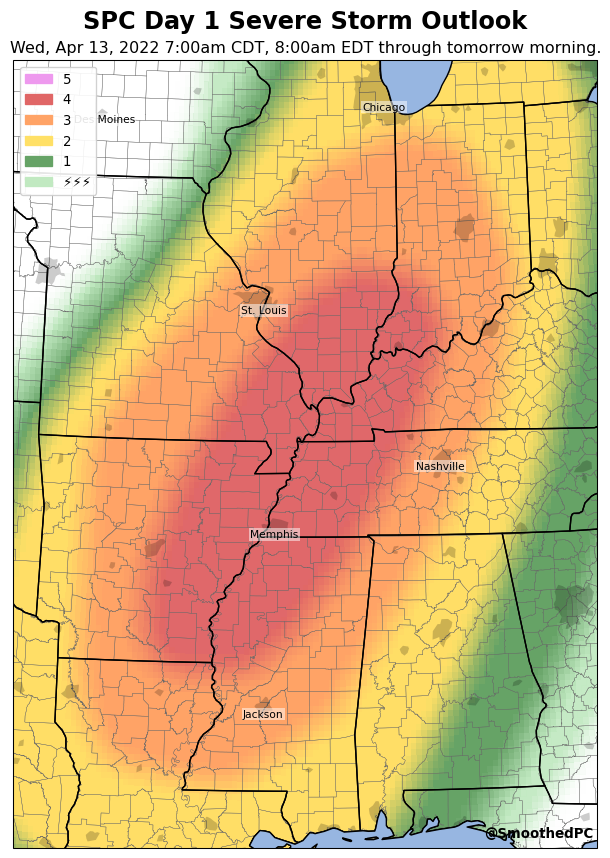 SPC Day 1 Severe Storm Outlook
Wed, Apr 13, 2022 7:00am CDT, 8:00am EDT through tomorrow morning.
5
4
3
2
1
⚡⚡⚡
Des Moines
Chicago
St. Louis
Nashville
Memphis
Jackson
@SmoothedPC